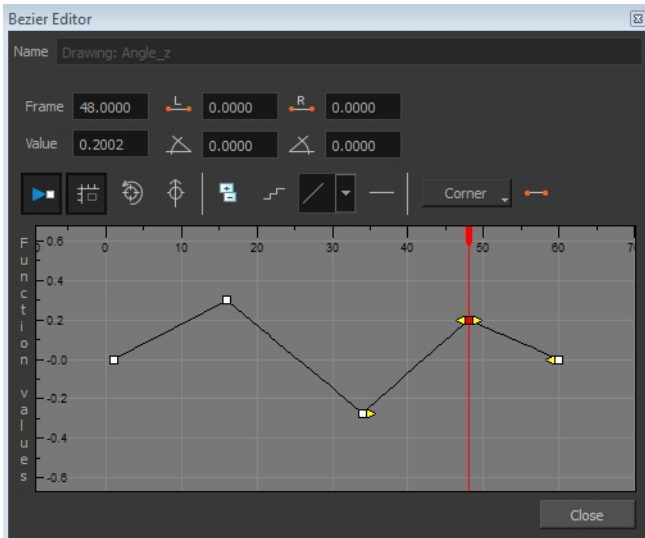 Bezier Editor
Name Drawing: Angle_z
Frame 48.0000 L 0.0000 R 0.0000
Value 0.2002 0.0000 0.0000
Corner
Function values
0 10 20 30 40 50 60
0.6
0.4
0.2
-0.0
-0.2
-0.4
-0.6
Close